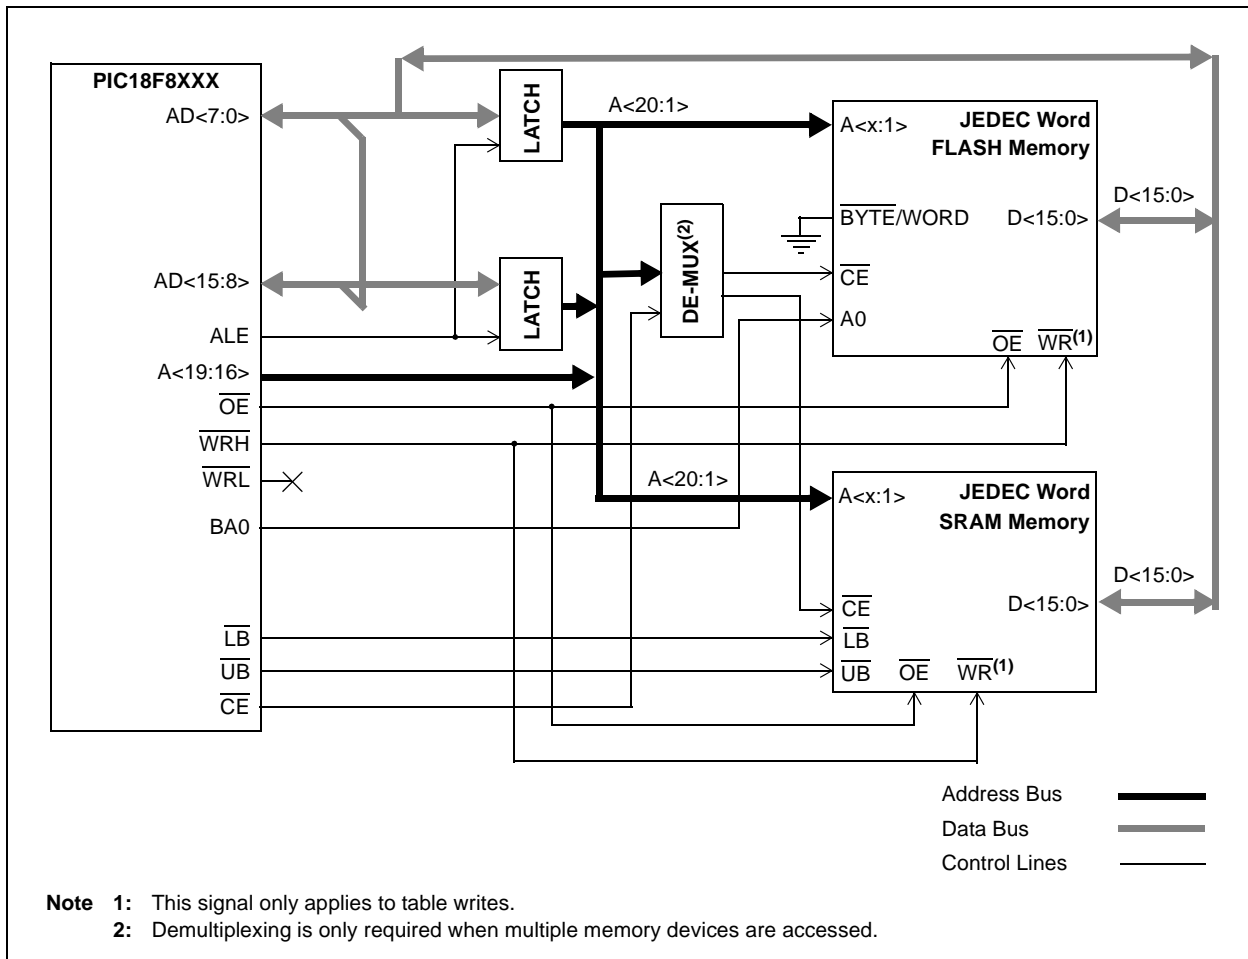 PIC18F8XXX
AD<7:0>
AD<15:8>
ALE
A<19:16>
OE
WRH
WRL
BA0
LB
UB
CE
LATCH
LATCH
A<20:1>
DE-MUX(2)
A<20:1>
A<x:1>
JEDEC Word
FLASH Memory
BYTE/WORD
D<15:0>
CE
A0
OE
WR(1)
D<15:0>
A<x:1>
JEDEC Word
SRAM Memory
D<15:0>
CE
LB
UB
OE
WR(1)
D<15:0>
Address Bus
Data Bus
Control Lines
Note 1: This signal only applies to table writes.
2: Demultiplexing is only required when multiple memory devices are accessed.